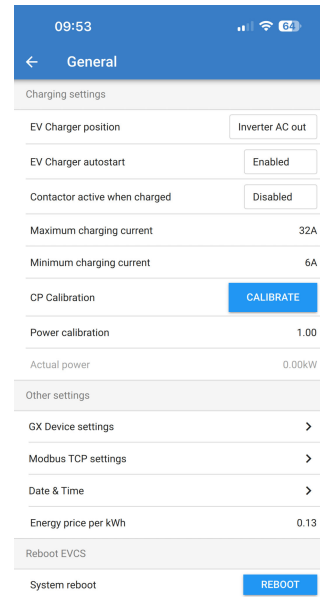 09:53
64
General
Charging settings
EV Charger position Inverter AC out
EV Charger autostart Enabled
Contactor active when charged Disabled
Maximum charging current 32A
Minimum charging current 6A
CP Calibration CALIBRATE
Power calibration 1.00
Actual power 0.00kW
Other settings
GX Device settings
Modbus TCP settings
Date & Time
Energy price per kWh 0.13
Reboot EVCS
System reboot REBOOT